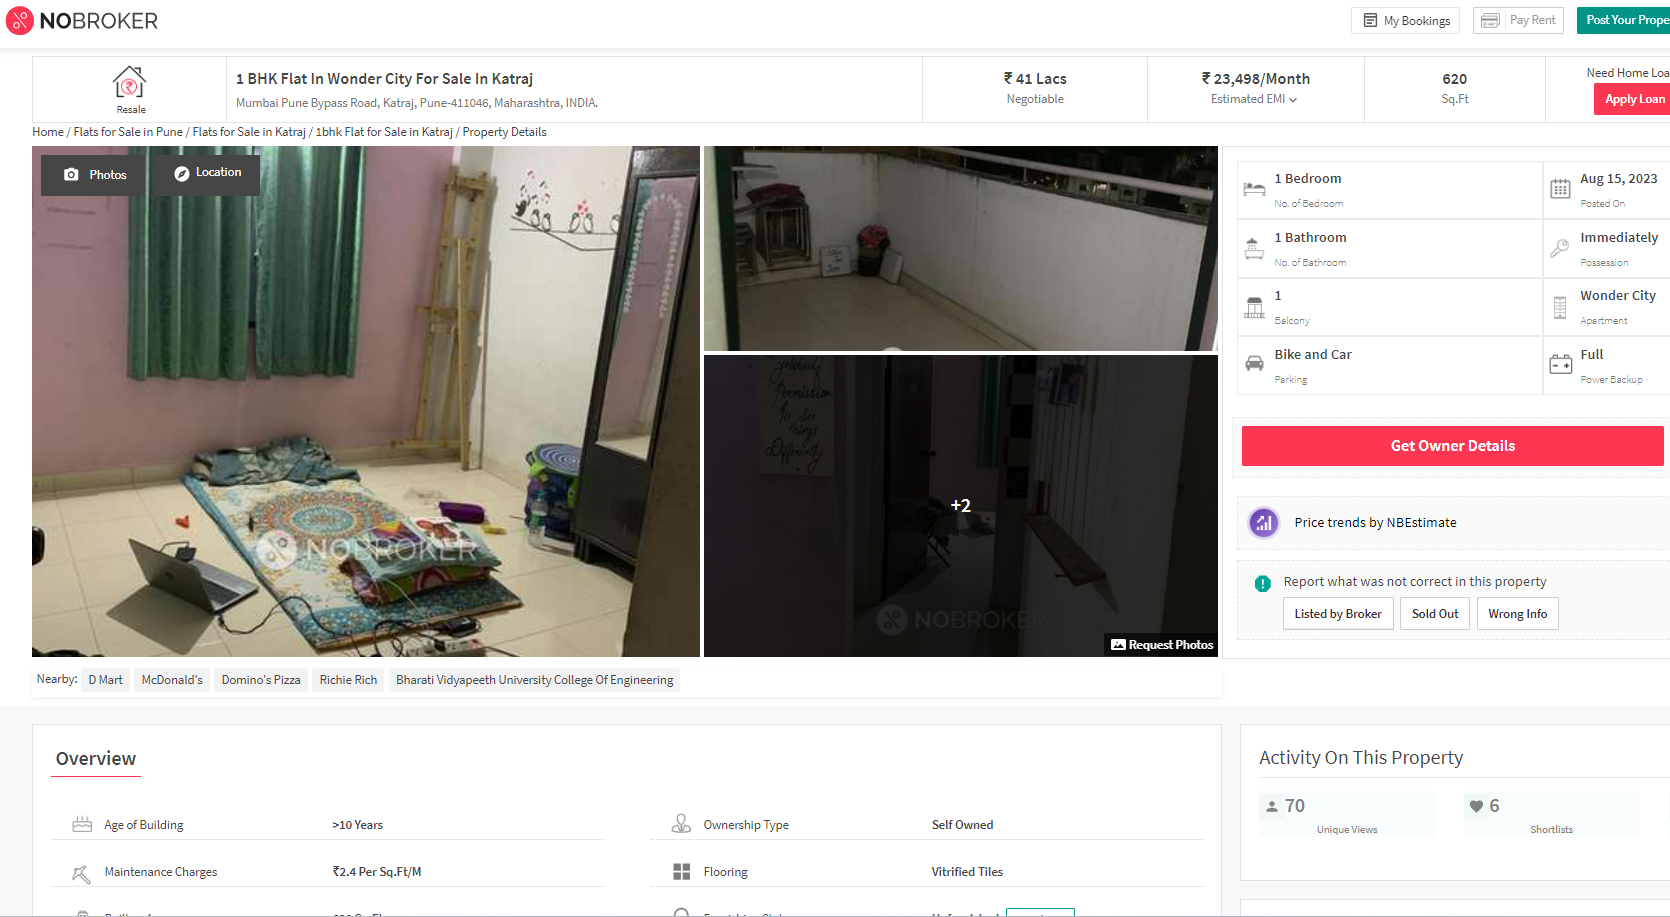 NOBROKER
My Bookings
Pay Rent
Post Your Prope
Resale
1 BHK Flat In Wonder City For Sale In Katraj
Mumbai Pune Bypass Road, Katraj, Pune-411046, Maharashtra, INDIA.
₹ 41 Lacs
Negotiable
₹ 23,498/Month
Estimated EMI
620
Sq.Ft
Need Home Loa
Apply Loan
Home / Flats for Sale in Pune / Flats for Sale in Katraj / 1bhk Flat for Sale in Katraj / Property Details
Photos
Location
NOBROKER
Yourself
Permission
to see
things
Differently
+2
NOBROKER
Request Photos
1 Bedroom
No. of Bedroom
Aug 15, 2023
Posted On
1 Bathroom
No. of Bathroom
Immediately
Possession
1
Balcony
Wonder City
Apartment
Bike and Car
Parking
Full
Power Backup
Get Owner Details
Price trends by NBEstimate
Report what was not correct in this property
Listed by Broker
Sold Out
Wrong Info
Nearby: D Mart McDonald's Domino's Pizza Richie Rich Bharati Vidyapeeth University College Of Engineering
Overview
Age of Building >10 Years
Ownership Type Self Owned
Maintenance Charges ₹2.4 Per Sq.Ft/M
Flooring Vitrified Tiles
Activity On This Property
70
Unique Views
6
Shortlists